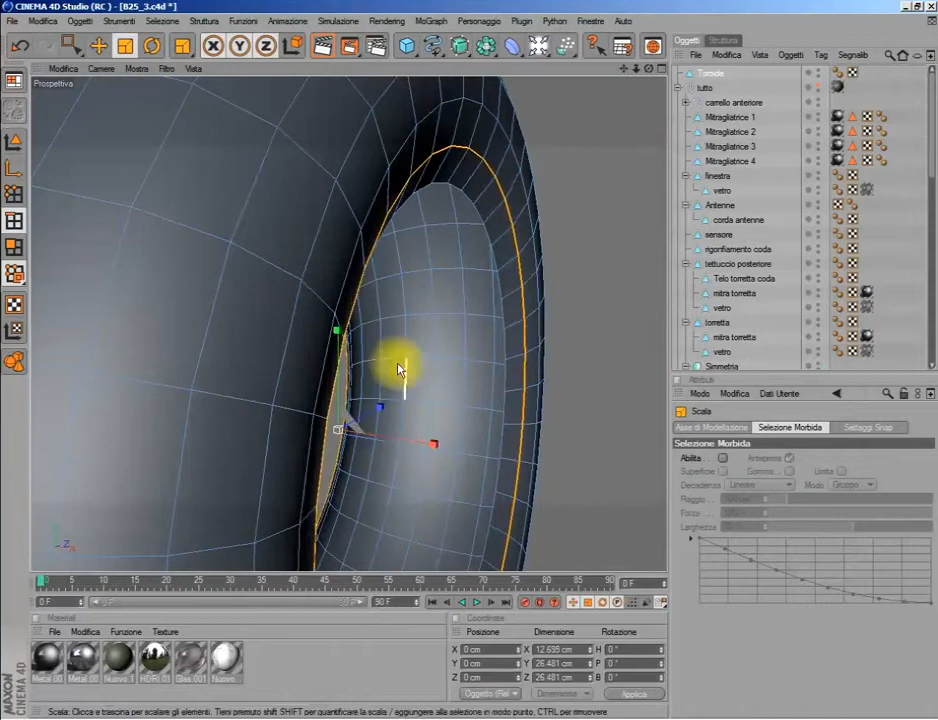 CINEMA 4D Studio (RC) - [B25_3.c4d *]
File Modifica Oggetti Strumenti Selezione Struttura Funzioni Animazione Simulazione Rendering MoGraph Personaggio Plugin Python Finestre Aiuto
Modifica Camere Mostra Filtro Vista
Prospettiva
Oggetti Struttura
File Modifica Vista Oggetti Tag Segnalib
Toroide
tutto
carrello anteriore
Mitragliatrice 1
Mitragliatrice 2
Mitragliatrice 3
Mitragliatrice 4
finestra
vetro
Antenne
corda antenne
sensore
rigonfiamento coda
tettuccio posteriore
Telo torretta coda
mitra torretta
vetro
torretta
mitra torretta
vetro
Simmetria
Attributi
Modo Modifica Dati Utente
Scala
Asse di Modellazione Selezione Morbida Settaggi Snap
Selezione Morbida
Abilita Anteprima
Superficie Gomma Limita
Decadenza Lineare Modo Gruppo
Raggio
Forza
Larghezza
0 5 10 15 20 25 30 35 40 45 50 55 60 65 70 75 80 85 90 0 F
0 F 0 F 90 F 90 F
Materiali
File Modifica Funzione Texture
Metal 00 Metal 00 Nuovo 1 HDRI 01 Glas 001 Nuovo
Coordinate
Posizione Dimensione Rotazione
X 0 cm X 12.695 cm H 0 °
Y 0 cm Y 26.481 cm P 0 °
Z 0 cm Z 26.481 cm B 0 °
Oggetto (Rel Dimensione Applica
MAXON
CINEMA 4D
Scala: Clicca e trascina per scalare gli elementi. Tieni premuto shift SHIFT per quantificare la scala / aggiungere alla selezione in modo punto, CTRL per rimuovere